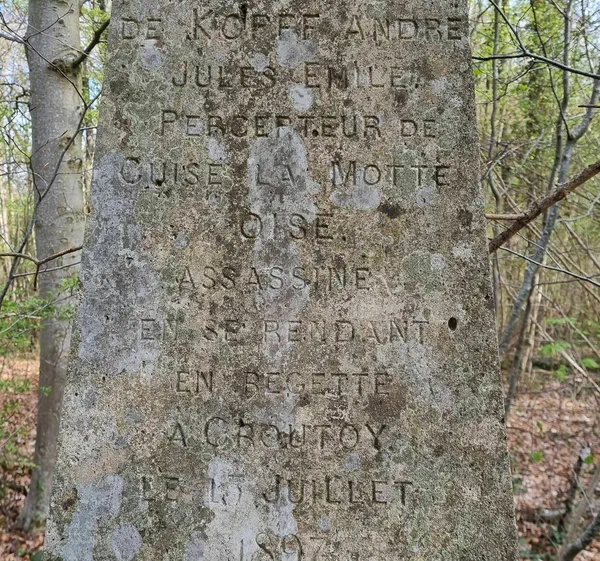 DE KOPFF ANDRE
JULES EMILE.
PERCEPTEUR DE
CUISE LA MOTTE
OISE.
ASSASSINE
EN SE RENDANT
EN RECETTE
A CROUTOY.
LE 15 JUILLET
1897